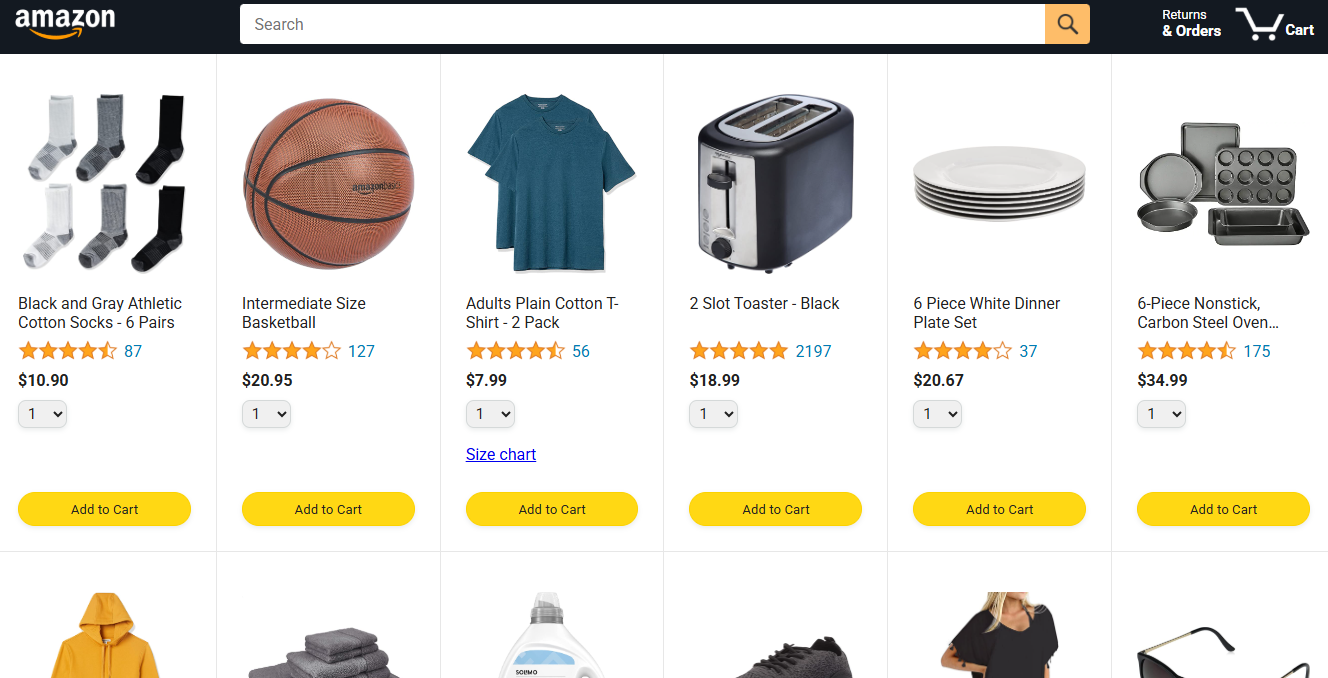 amazon
Search
Returns
& Orders
Cart
amazonbasics
Black and Gray Athletic
Cotton Socks - 6 Pairs
87
$10.90
1
Intermediate Size
Basketball
127
$20.95
1
Adults Plain Cotton T-
Shirt - 2 Pack
56
$7.99
1
Size chart
2 Slot Toaster - Black
2197
$18.99
1
6 Piece White Dinner
Plate Set
37
$20.67
1
6-Piece Nonstick,
Carbon Steel Oven…
175
$34.99
1
Add to Cart
Add to Cart
Add to Cart
Add to Cart
Add to Cart
Add to Cart
SOLIMO